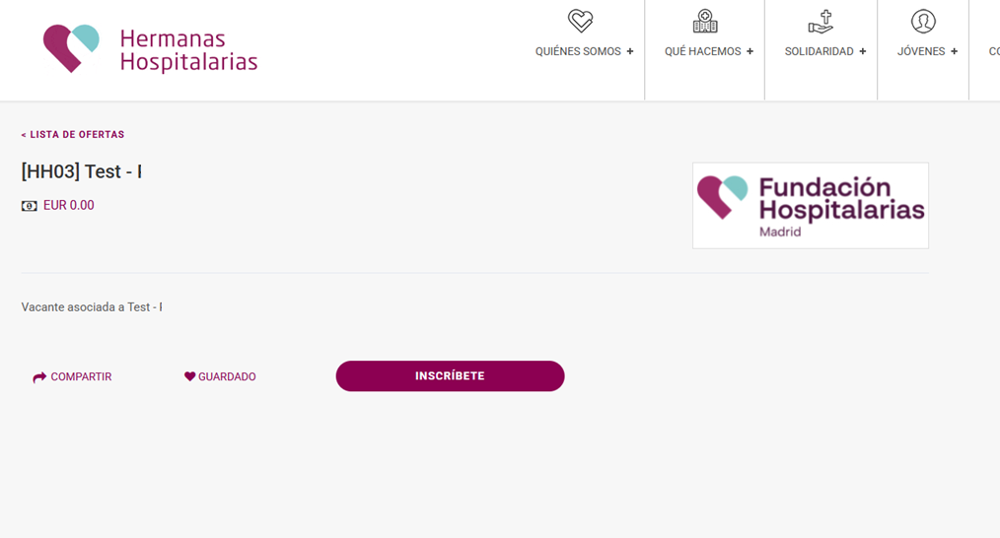 Hermanas
Hospitalarias
QUIÉNES SOMOS +
QUÉ HACEMOS +
SOLIDARIDAD +
JÓVENES +
< LISTA DE OFERTAS
[HH03] Test -
EUR 0.00
Fundación
Hospitalarias
Madrid
Vacante asociada a Test -
COMPARTIR
GUARDADO
INSCRÍBETE